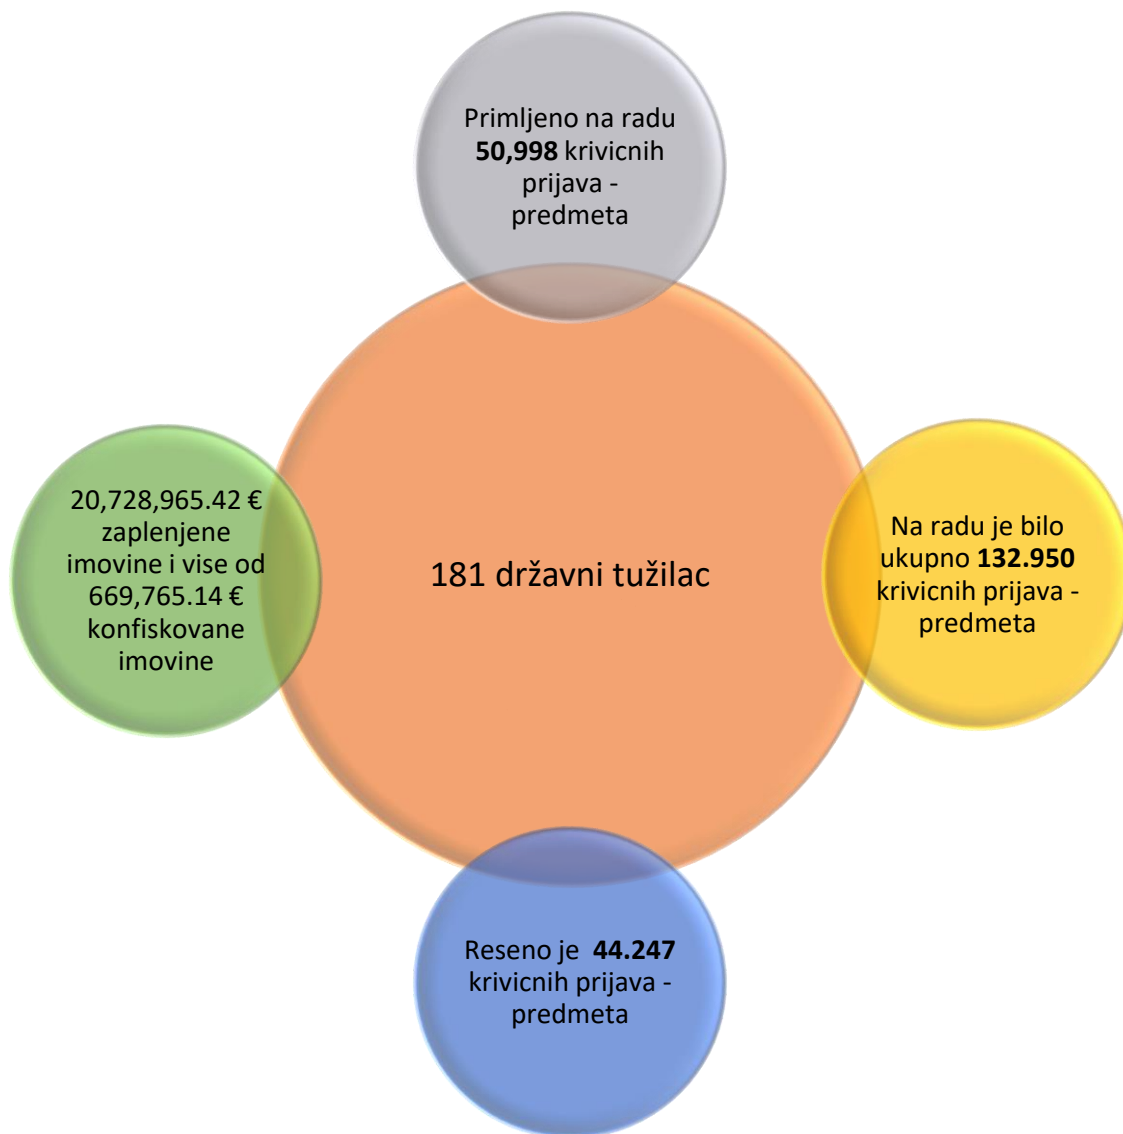 Primljeno na radu
50,998 krivicnih
prijava -
predmeta
20,728,965.42 €
zaplenjene
imovine i vise od
669,765.14 €
konfiskovane
imovine
181 državni tužilac
Na radu je bilo
ukupno 132.950
krivicnih prijava -
predmeta
Reseno je 44.247
krivicnih prijava -
predmeta